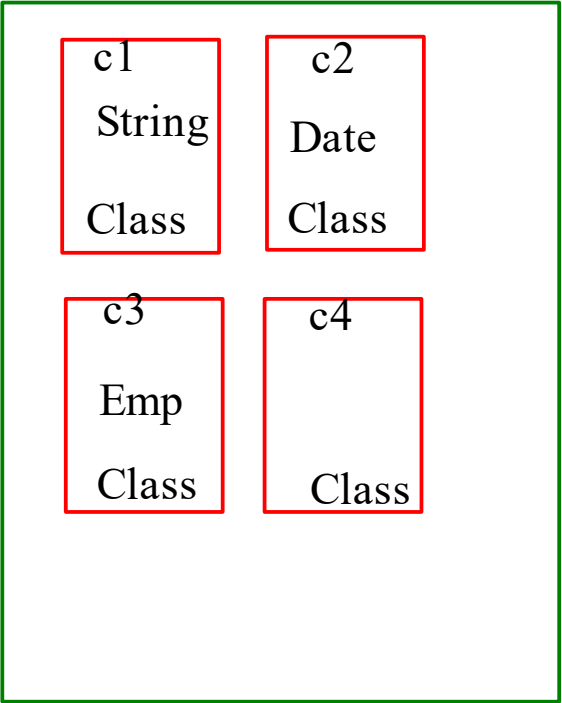 c1
String
Class
c2
Date
Class
c3
Emp
Class
c4
Class